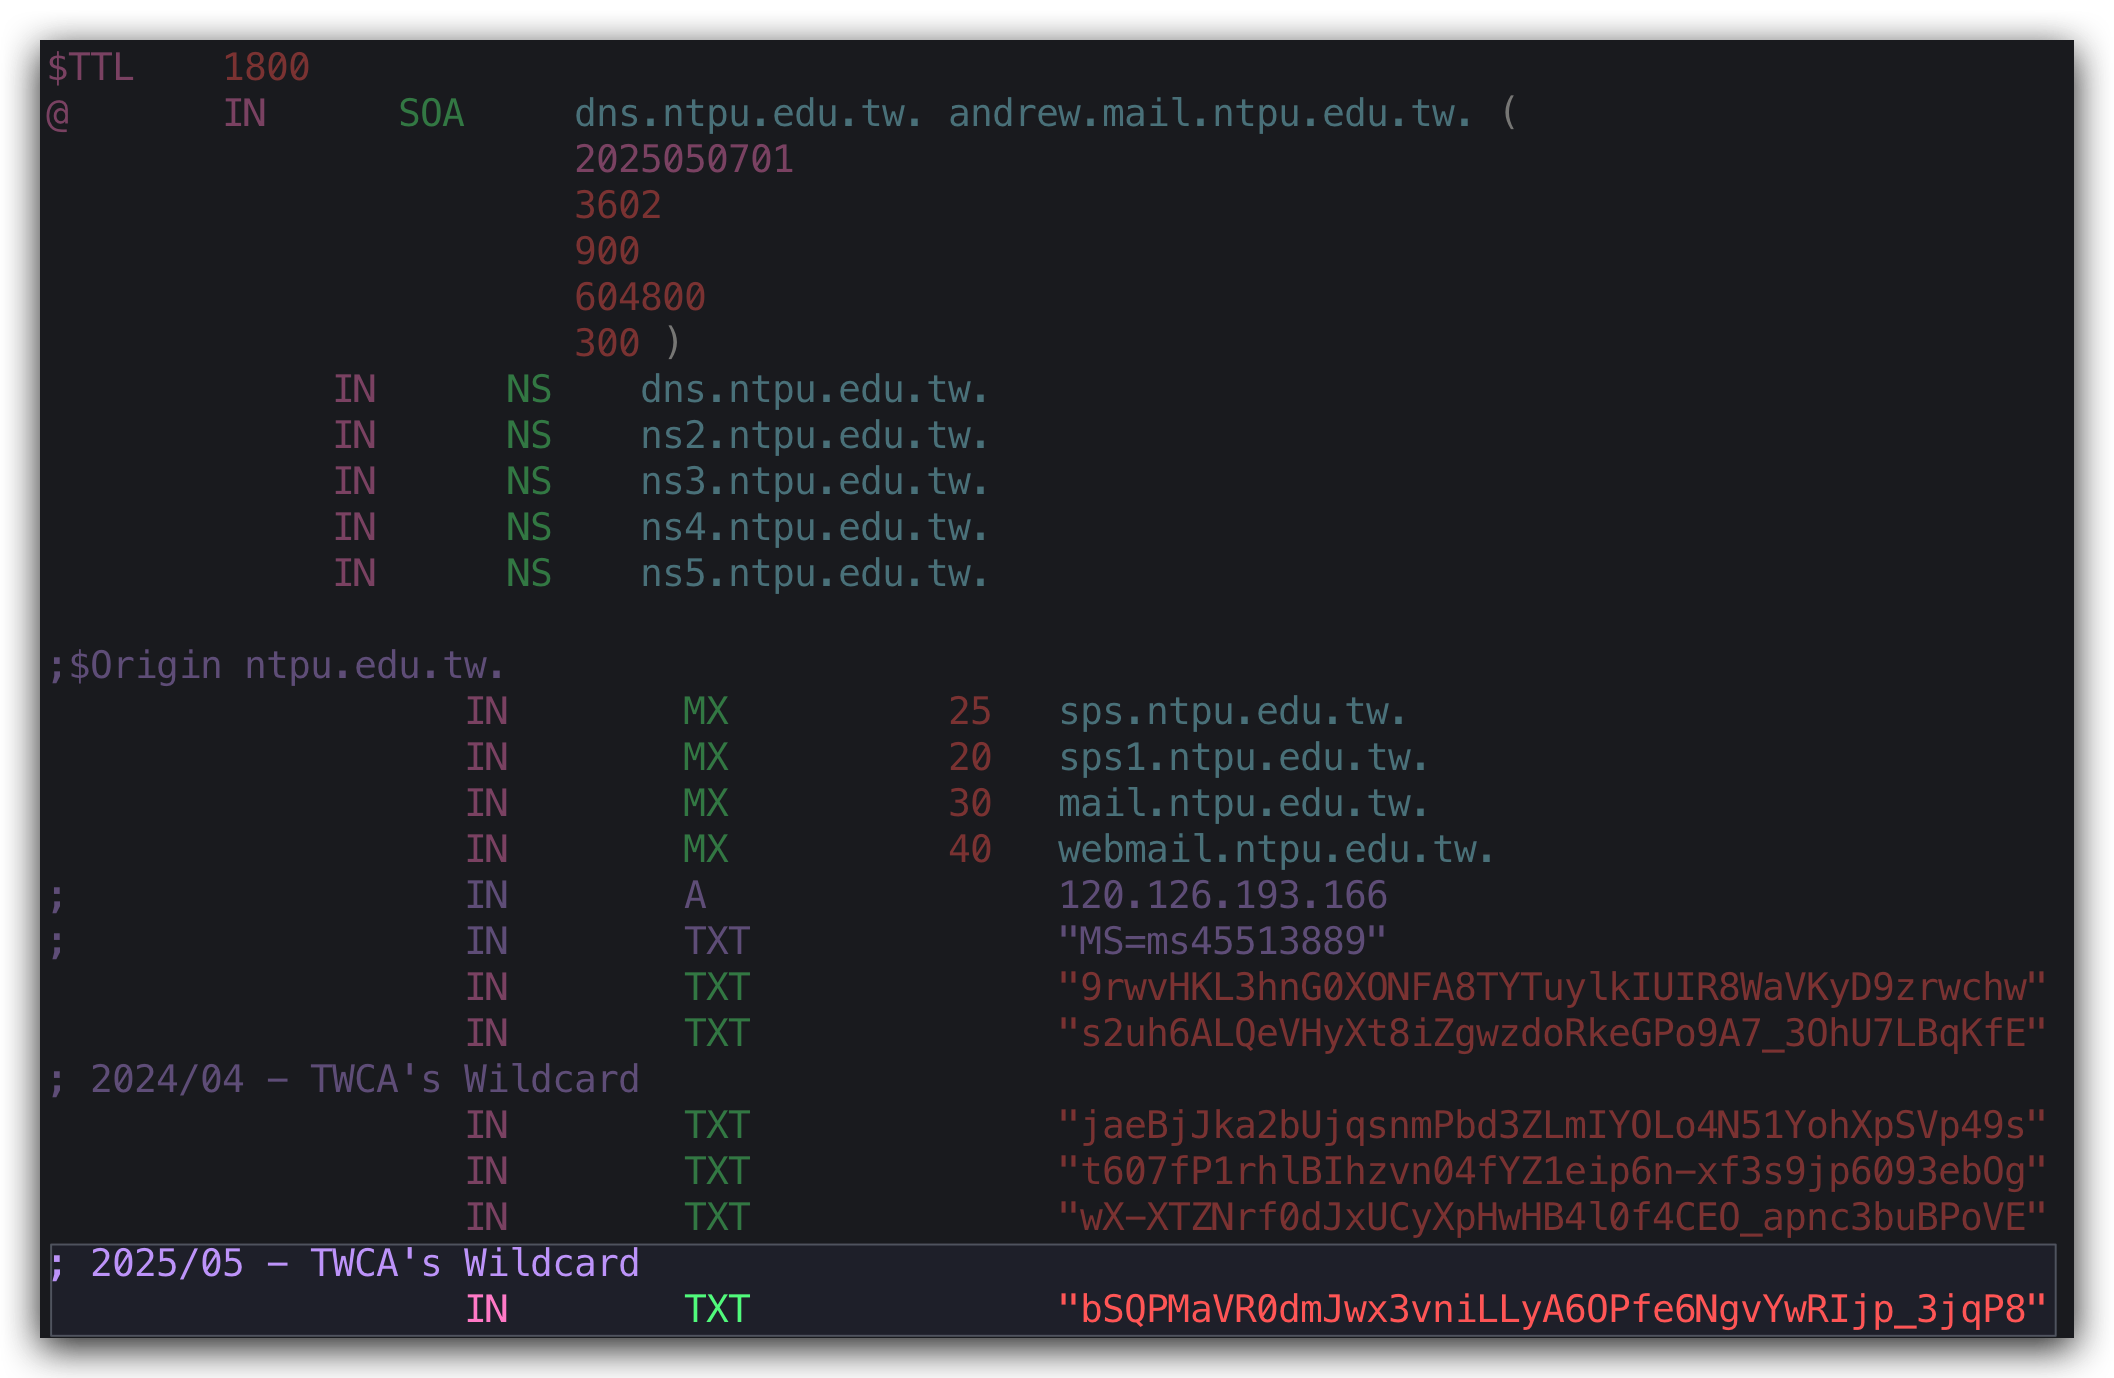 $TTL    1800
@       IN      SOA     dns.ntpu.edu.tw. andrew.mail.ntpu.edu.tw. (
2025050701
3602
900
604800
300 )
IN      NS    dns.ntpu.edu.tw.
IN      NS    ns2.ntpu.edu.tw.
IN      NS    ns3.ntpu.edu.tw.
IN      NS    ns4.ntpu.edu.tw.
IN      NS    ns5.ntpu.edu.tw.
;$Origin ntpu.edu.tw.
IN        MX          25   sps.ntpu.edu.tw.
IN        MX          20   sps1.ntpu.edu.tw.
IN        MX          30   mail.ntpu.edu.tw.
IN        MX          40   webmail.ntpu.edu.tw.
;                  IN        A                120.126.193.166
;                  IN        TXT              "MS=ms45513889"
IN        TXT              "9rwvHKL3hnG0XONFA8TYTuylkIUIR8WaVKyD9zrwchw"
IN        TXT              "s2uh6ALQeVHyXt8iZgwzdoRkeGPo9A7_3OhU7LBqKfE"
; 2024/04 - TWCA's Wildcard
IN        TXT              "jaeBjJka2bUjqsnmPbd3ZLmIYOLo4N51YohXpSVp49s"
IN        TXT              "t607fP1rhlBIhzvn04fYZ1eip6n-xf3s9jp6093ebOg"
IN        TXT              "wX-XTZNrf0dJxUCyXpHwHB4l0f4CEO_apnc3buBPoVE"
; 2025/05 - TWCA's Wildcard
IN        TXT              "bSQPMaVR0dmJwx3vniLLyA6OPfe6NgvYwRIjp_3jqP8"